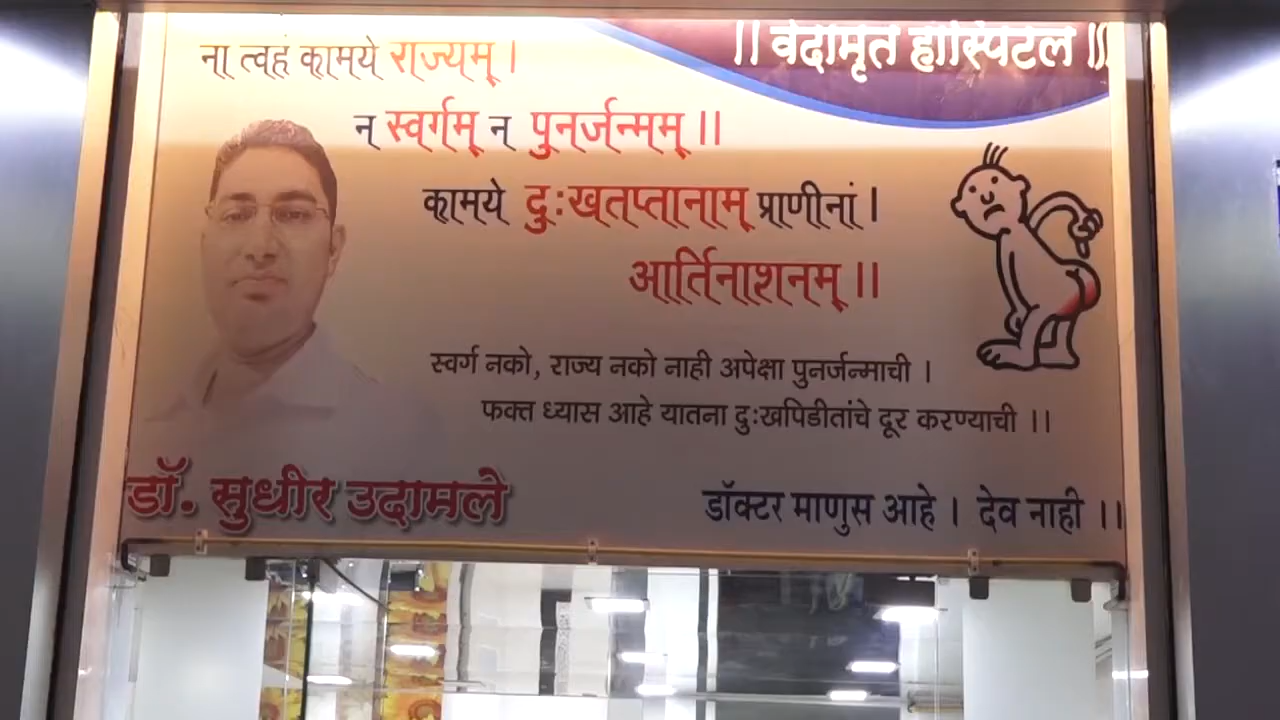 || वेदामृत हॉस्पिटल ||
ना त्वहं कामये राज्यम् ।
न स्वर्गम् न पुनर्जन्मम् ।।
कामये दुःखतप्तानाम् प्राणीनां ।
आर्तिनाशनम् ।।
स्वर्ग नको, राज्य नको नाही अपेक्षा पुनर्जन्माची ।
फक्त ध्यास आहे यातना दुःखपिडीतांचे दूर करण्याची ।।
डॉ. सुधीर उदामले
डॉक्टर माणुस आहे । देव नाही ।।